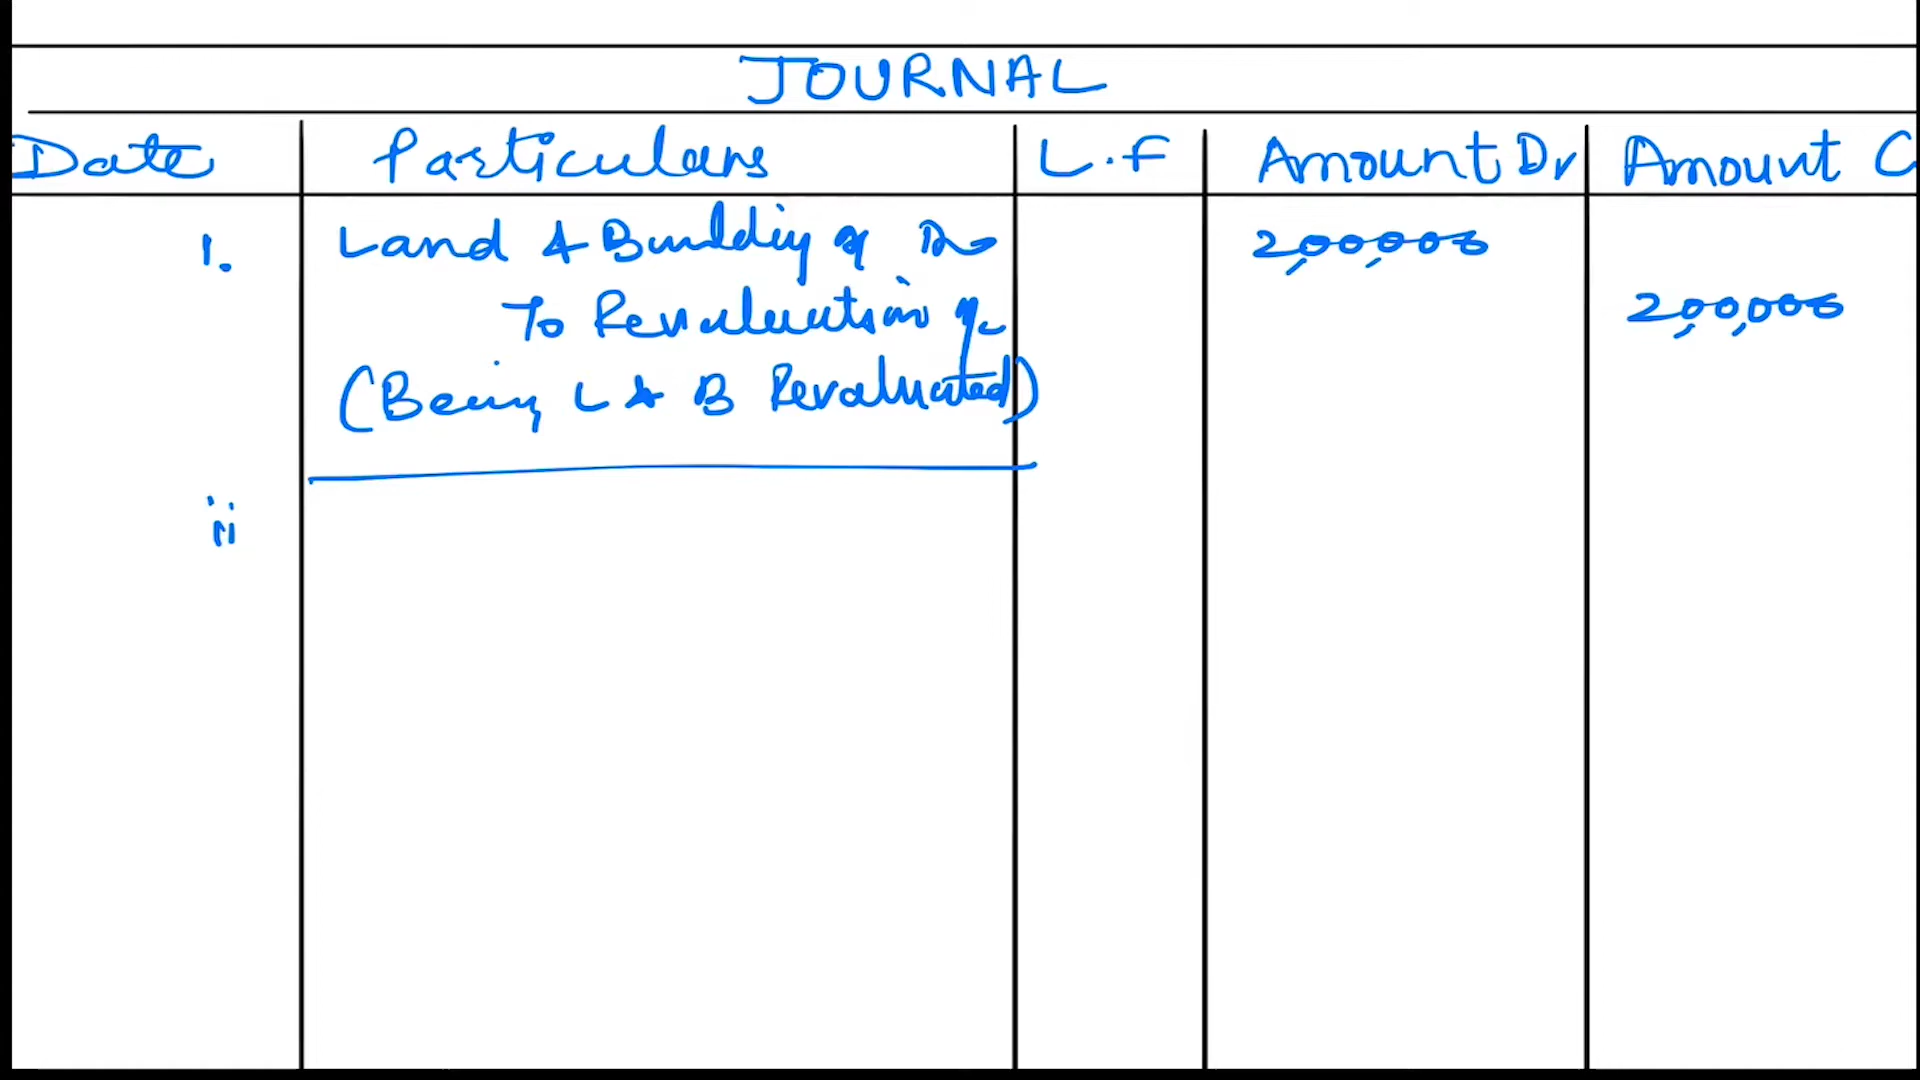 JOURNAL
Date Particulars L.F Amount Dr Amount C
1. Land & Building Dr 2,00,000
To Revaluation 2,00,000
(Being L & B Revaluated)
ii